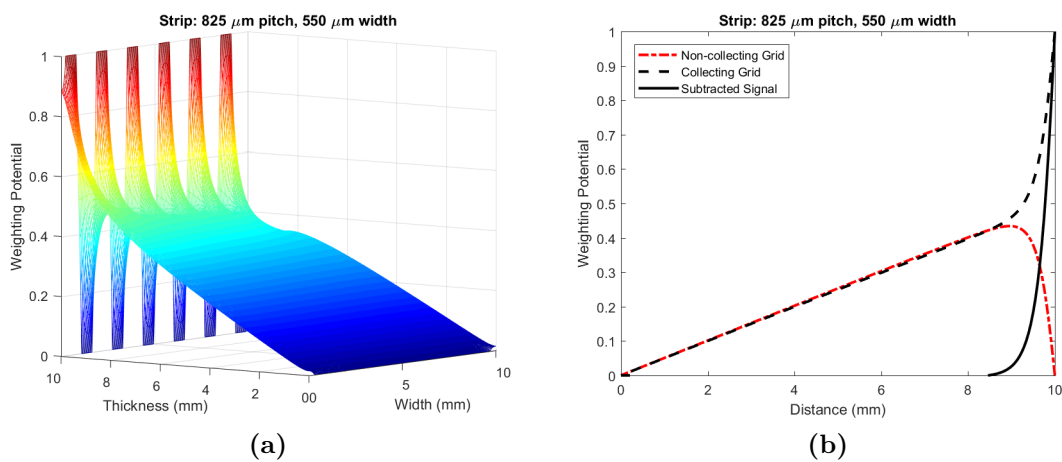 Strip: 825 μm pitch, 550 μm width
1
0.8
0.6
0.4
0.2
0
Weighting Potential
10
8
6
4
2
00
5
10
Thickness (mm)
Width (mm)
(a)
Strip: 825 μm pitch, 550 μm width
Non-collecting Grid
Collecting Grid
Subtracted Signal
1
0.9
0.8
0.7
0.6
0.5
0.4
0.3
0.2
0.1
0
Weighting Potential
0
2
4
6
8
10
Distance (mm)
(b)